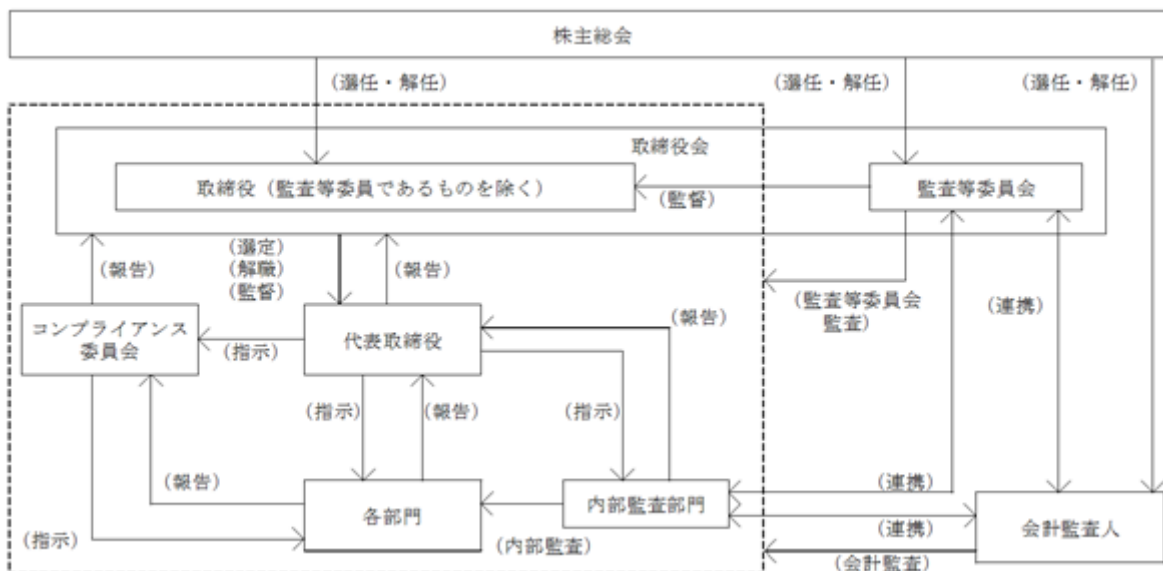 株主総会
(選任・解任)
(選任・解任)
(選任・解任)
取締役会
取締役(監査等委員であるものを除く)
監査等委員会
(監督)
(報告)
(選定)
(解職)
(監督)
(報告)
(監査等委員会
監査)
(連携)
コンプライアンス
委員会
(指示)
代表取締役
(報告)
(指示)
(報告)
(指示)
(報告)
各部門
内部監査部門
(連携)
(連携)
会計監査人
(指示)
(内部監査)
(会計監査)